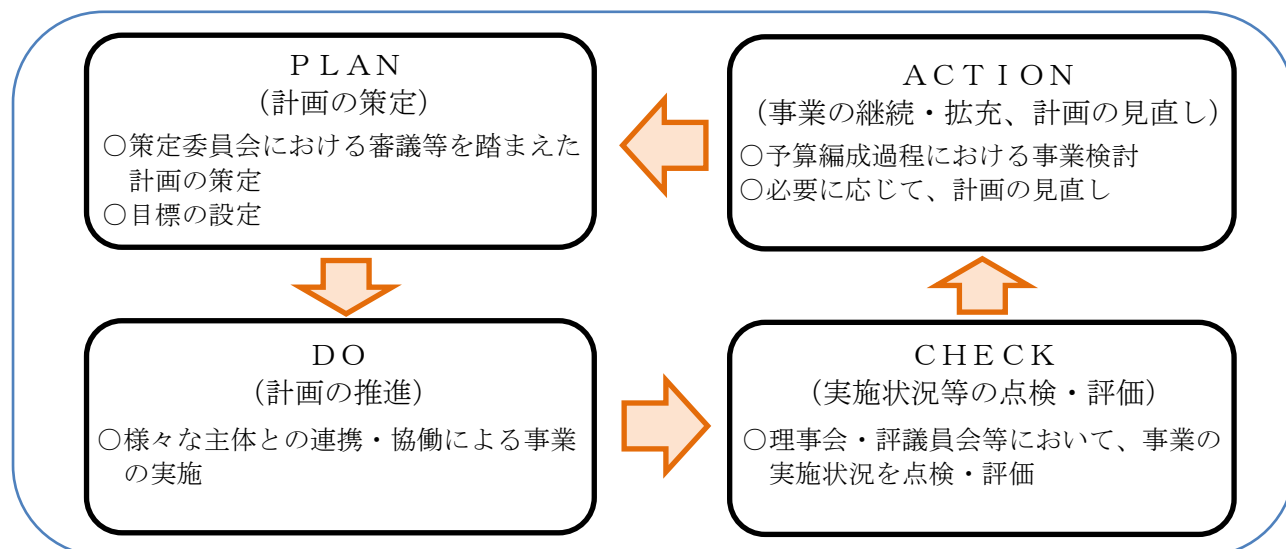 ＰＬＡＮ
（計画の策定）
○策定委員会における審議等を踏まえた
計画の策定
○目標の設定
ＡＣＴＩＯＮ
（事業の継続・拡充、計画の見直し）
○予算編成過程における事業検討
○必要に応じて、計画の見直し
ＤＯ
（計画の推進）
○様々な主体との連携・協働による事業
の実施
ＣＨＥＣＫ
（実施状況等の点検・評価）
○理事会・評議員会等において、事業の
実施状況を点検・評価